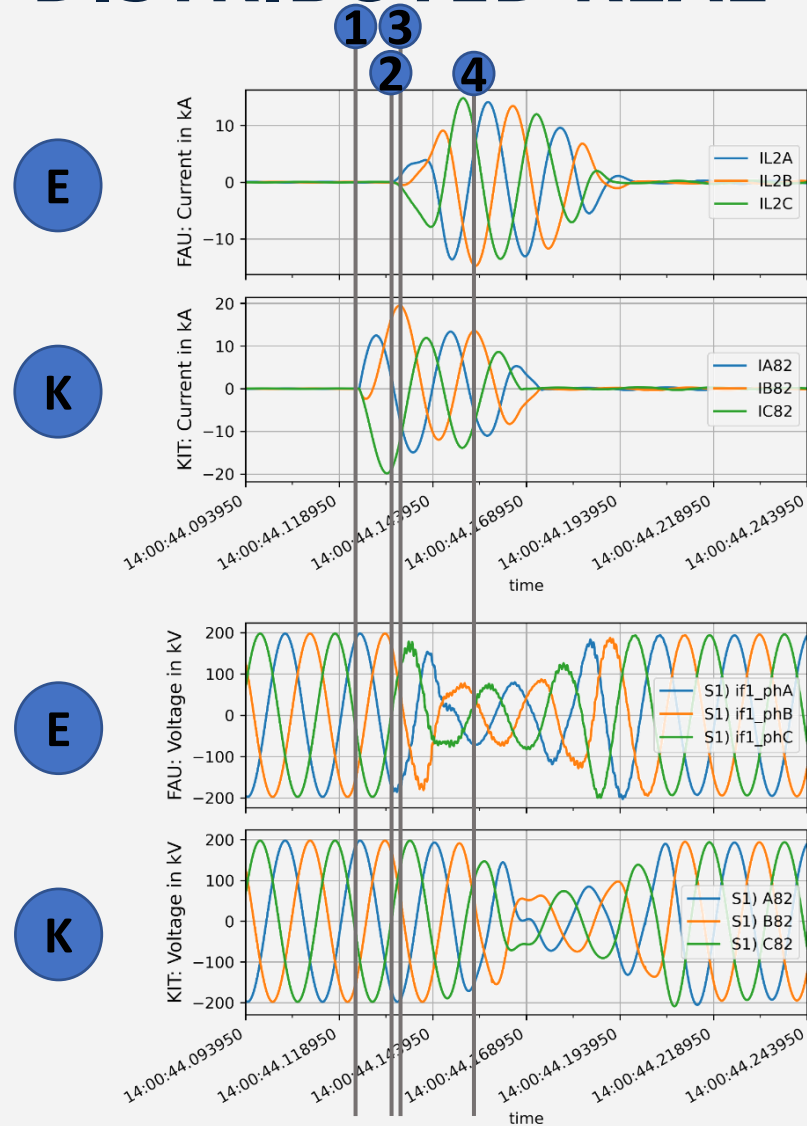 1 3
2 4
E
FAU: Current in kA
10
0
−10
IL2A
IL2B
IL2C
K
KIT: Current in kA
20
10
0
−10
−20
IA82
IB82
IC82
14:00:44.093950
14:00:44.118950
14:00:44.143950
14:00:44.168950
14:00:44.193950
14:00:44.218950
14:00:44.243950
time
E
FAU: Voltage in kV
200
100
0
−100
−200
S1) if1_phA
S1) if1_phB
S1) if1_phC
K
KIT: Voltage in kV
200
100
0
−100
−200
S1) A82
S1) B82
S1) C82
14:00:44.093950
14:00:44.118950
14:00:44.143950
14:00:44.168950
14:00:44.193950
14:00:44.218950
14:00:44.243950
time